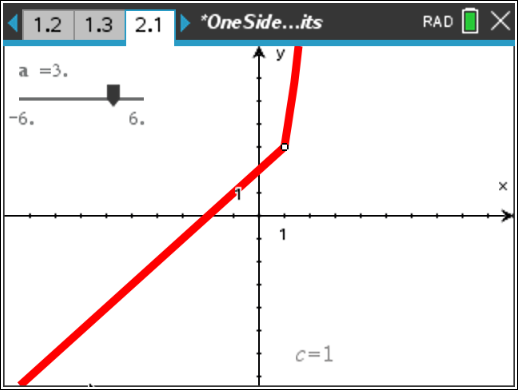 1.2 1.3 2.1 *OneSide...its RAD
y
a =3.
-6. 6.
x
1
1
c=1